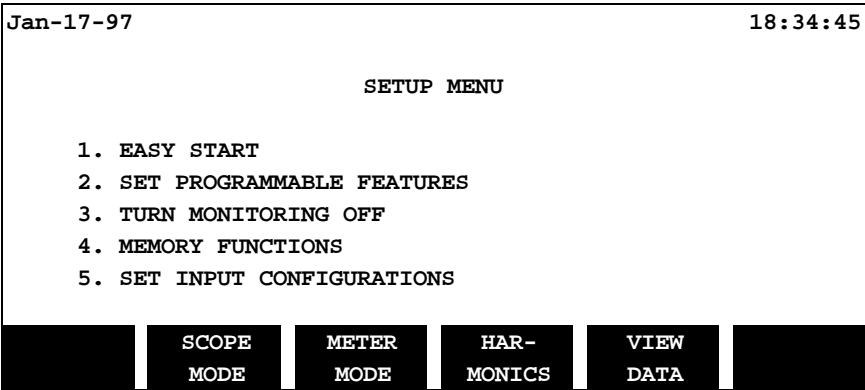 Jan-17-97 18:34:45
SETUP MENU
1. EASY START
2. SET PROGRAMMABLE FEATURES
3. TURN MONITORING OFF
4. MEMORY FUNCTIONS
5. SET INPUT CONFIGURATIONS
SCOPE METER HAR- VIEW
MODE MODE MONICS DATA